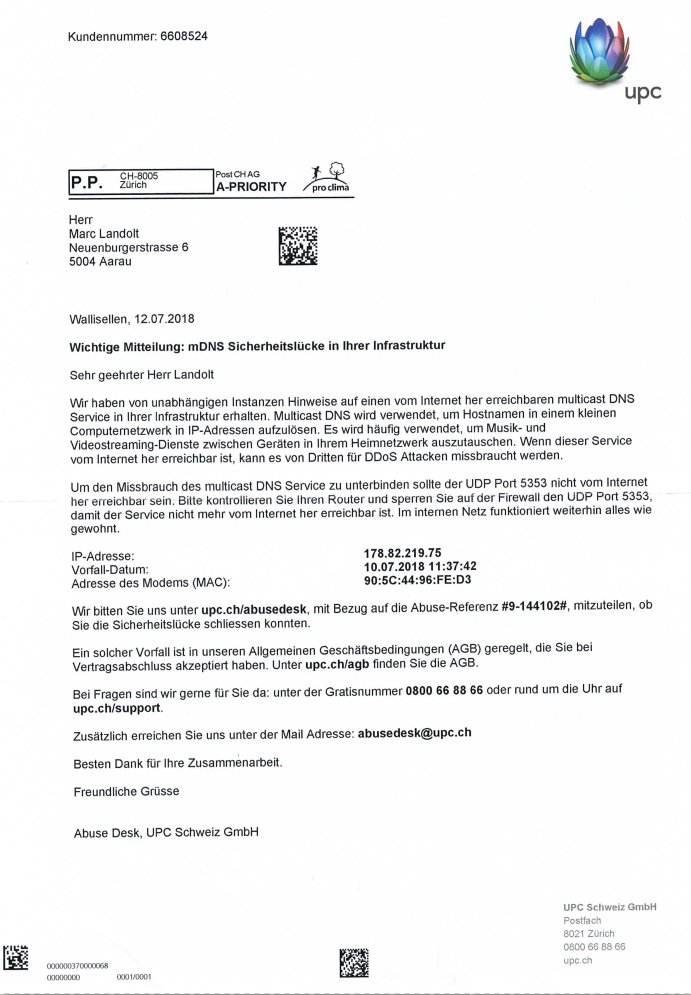 Kundennummer: 6608524
upc
P.P.
CH-8005
Zürich
Post CH AG
A-PRIORITY
pro clima
Herr
Marc Landolt
Neuenburgerstrasse 6
5004 Aarau
Wallisellen, 12.07.2018
Wichtige Mitteilung: mDNS Sicherheitslücke in Ihrer Infrastruktur
Sehr geehrter Herr Landolt
Wir haben von unabhängigen Instanzen Hinweise auf einen vom Internet her erreichbaren multicast DNS
Service in Ihrer Infrastruktur erhalten. Multicast DNS wird verwendet, um Hostnamen in einem kleinen
Computernetzwerk in IP-Adressen aufzulösen. Es wird häufig verwendet, um Musik- und
Videostreaming-Dienste zwischen Geräten in Ihrem Heimnetzwerk auszutauschen. Wenn dieser Service
vom Internet her erreichbar ist, kann es von Dritten für DDoS Attacken missbraucht werden.
Um den Missbrauch des multicast DNS Service zu unterbinden sollte der UDP Port 5353 nicht vom Internet
her erreichbar sein. Bitte kontrollieren Sie Ihren Router und sperren Sie auf der Firewall den UDP Port 5353,
damit der Service nicht mehr vom Internet her erreichbar ist. Im internen Netz funktioniert weiterhin alles wie
gewohnt.
IP-Adresse: 178.82.219.75
Vorfall-Datum: 10.07.2018 11:37:42
Adresse des Modems (MAC): 90:5C:44:96:FE:D3
Wir bitten Sie uns unter upc.ch/abusedesk, mit Bezug auf die Abuse-Referenz #9-144102#, mitzuteilen, ob
Sie die Sicherheitslücke schliessen konnten.
Ein solcher Vorfall ist in unseren Allgemeinen Geschäftsbedingungen (AGB) geregelt, die Sie bei
Vertragsabschluss akzeptiert haben. Unter upc.ch/agb finden Sie die AGB.
Bei Fragen sind wir gerne für Sie da: unter der Gratisnummer 0800 66 88 66 oder rund um die Uhr auf
upc.ch/support.
Zusätzlich erreichen Sie uns unter der Mail Adresse: abusedesk@upc.ch
Besten Dank für Ihre Zusammenarbeit.
Freundliche Grüsse
Abuse Desk, UPC Schweiz GmbH
UPC Schweiz GmbH
Postfach
8021 Zürich
0800 66 88 66
upc.ch
000000370000068
00000000 0001/0001